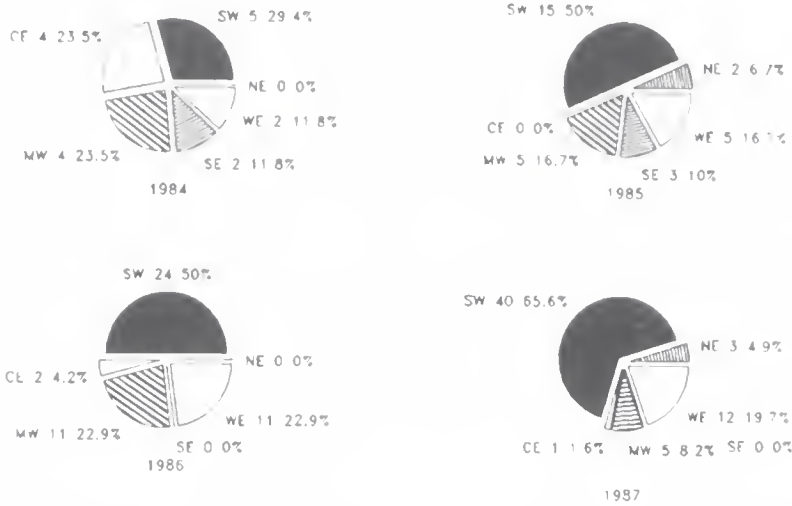 SW 5 29.4%
CE 4 23.5%
NE 0 0%
WE 2 11.8%
MW 4 23.5%
SE 2 11.8%
1984
SW 15 50%
NE 2 6.7%
CE 0 0%
WE 5
MW 5 16.7%
SE 3 10%
1985
SW 24 50%
NE 0 0%
CE 2 4.2%
WE 11 22.9%
MW 11 22.9%
SE 0 0%
1986
SW 40 65.6%
NE 3 4.9%
WE 12 19.7%
CE 1 1.6% MW 5 8.2% SE 0 0%
1987